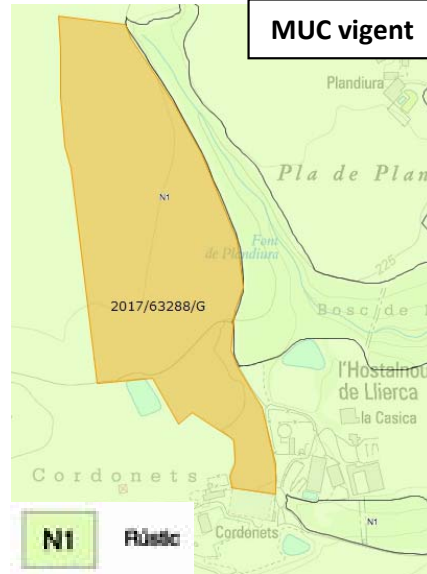 MUC vigent
Plandiura
Pla de Plan
N1
Font
de Plandiura
225
2017/63288/G
Bosc de
l'Hostalnou
de Llierca
la Casica
Cordonets
N1
Cordonets
N1 Rústic